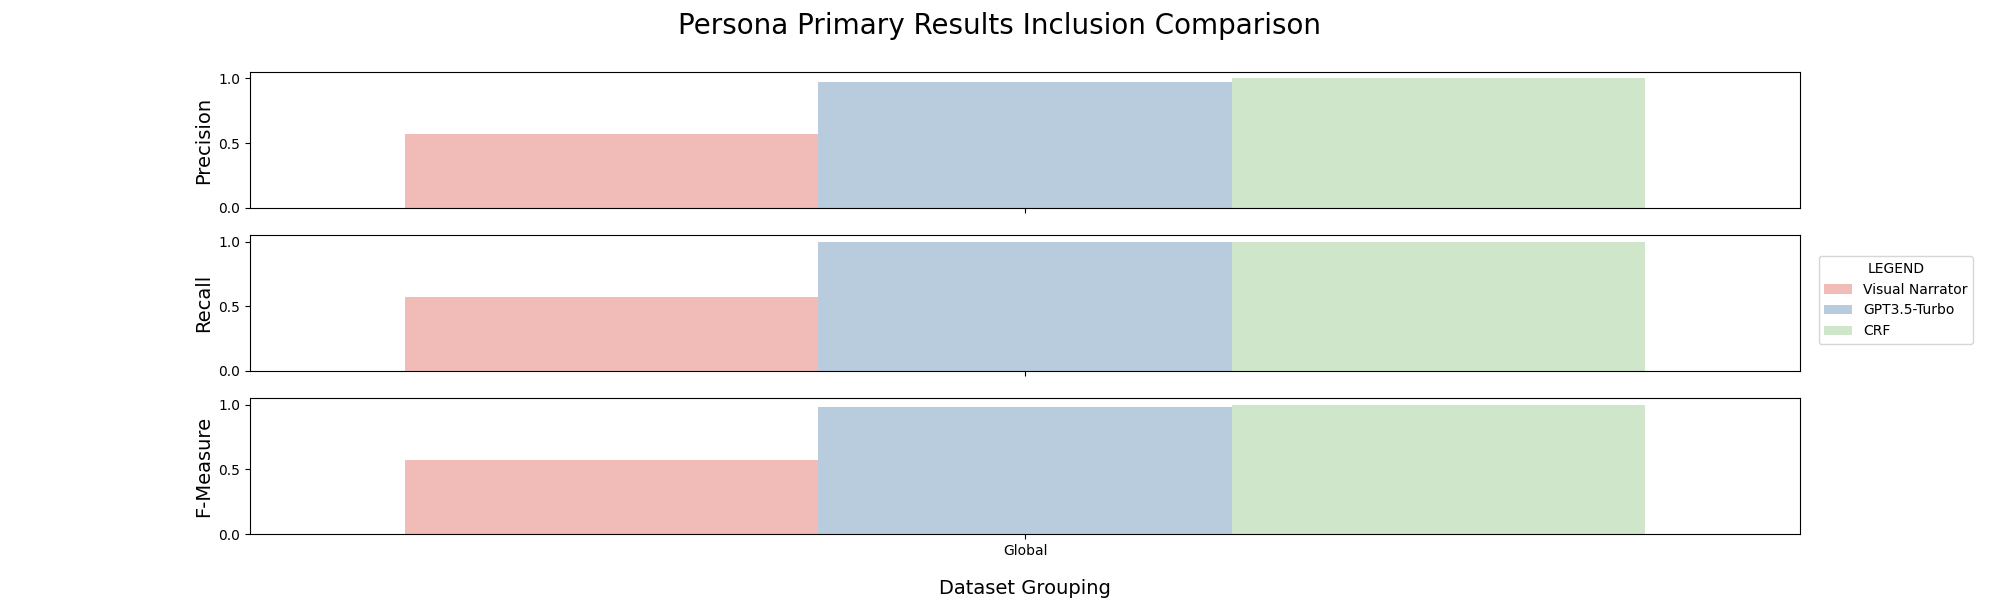 Persona Primary Results Inclusion Comparison
1.0
0.5
0.0
Precision
1.0
0.5
0.0
Recall
1.0
0.5
0.0
F-Measure
Global
Dataset Grouping
LEGEND
Visual Narrator
GPT3.5-Turbo
CRF